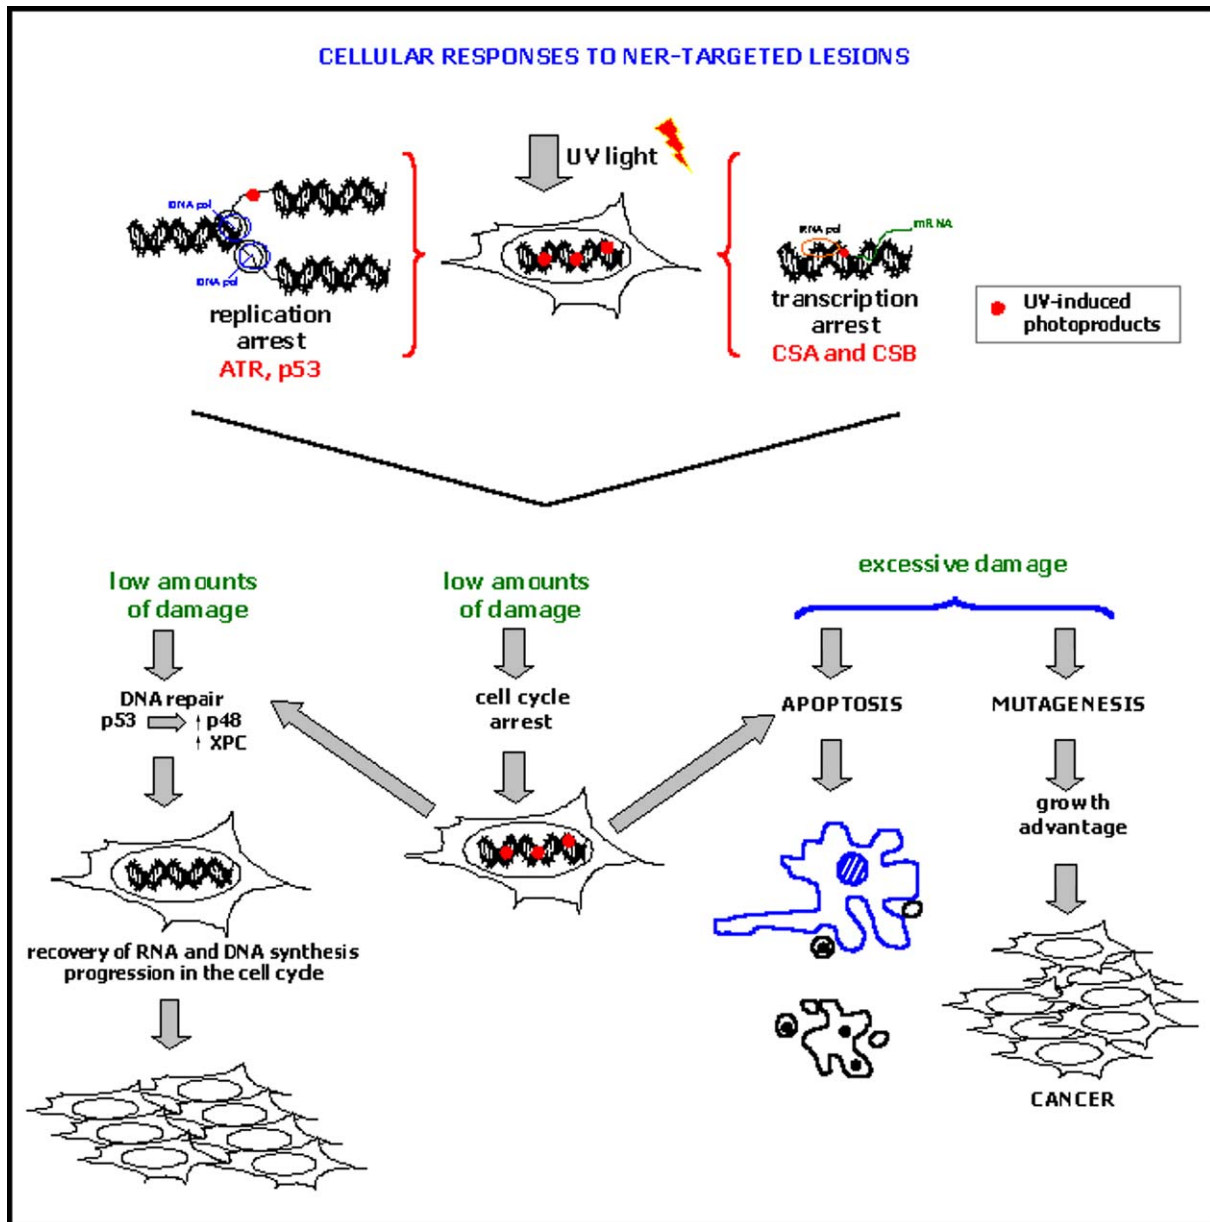 CELLULAR RESPONSES TO NER-TARGETED LESIONS
UV light
DNA pol
DNA pol
replication
arrest
ATR, p53
RNA pol
mRNA
transcription
arrest
CSA and CSB
UV-induced
photoproducts
low amounts
of damage
DNA repair
p53 ↑ p48
↑ XPC
recovery of RNA and DNA synthesis
progression in the cell cycle
low amounts
of damage
cell cycle
arrest
excessive damage
APOPTOSIS
MUTAGENESIS
growth
advantage
CANCER